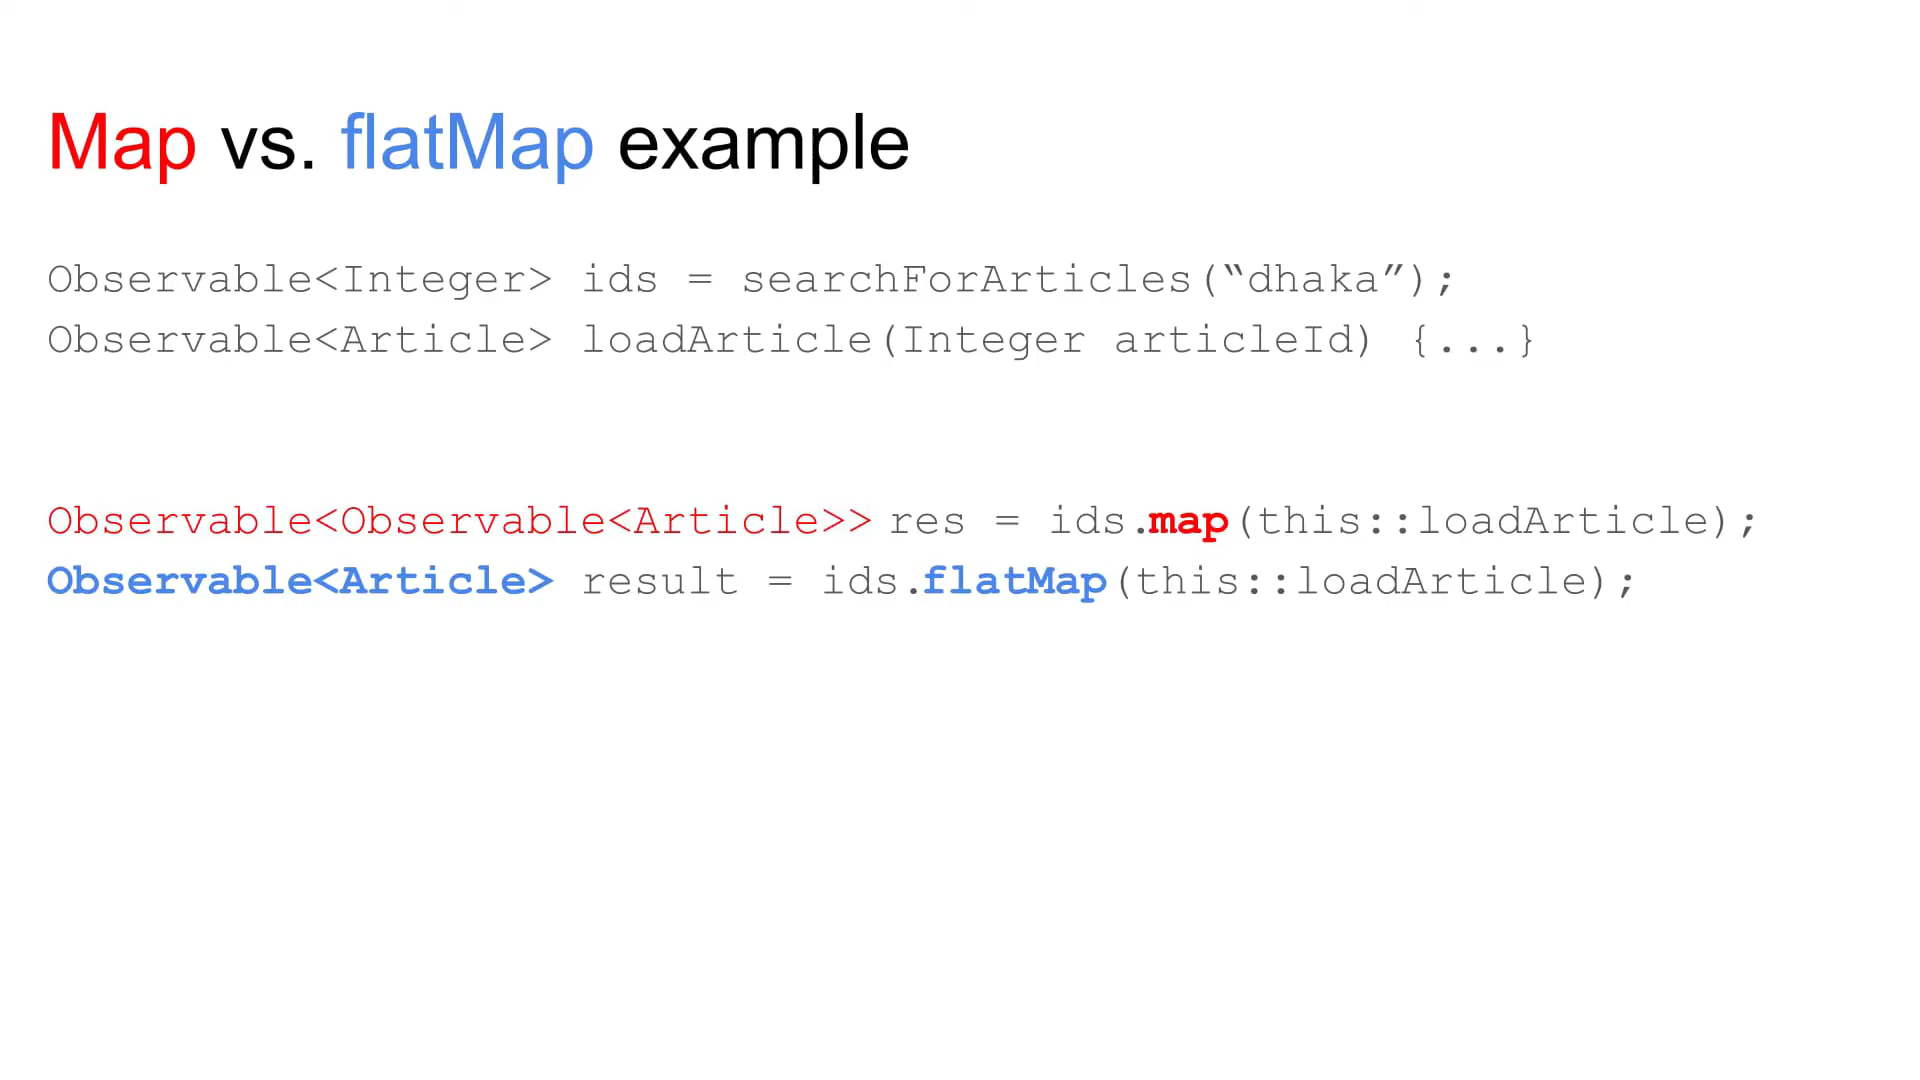 Map vs. flatMap example
Observable<Integer> ids = searchForArticles(“dhaka”);
Observable<Article> loadArticle(Integer articleId) {...}
Observable<Observable<Article>> res = ids.map(this::loadArticle);
Observable<Article> result = ids.flatMap(this::loadArticle);